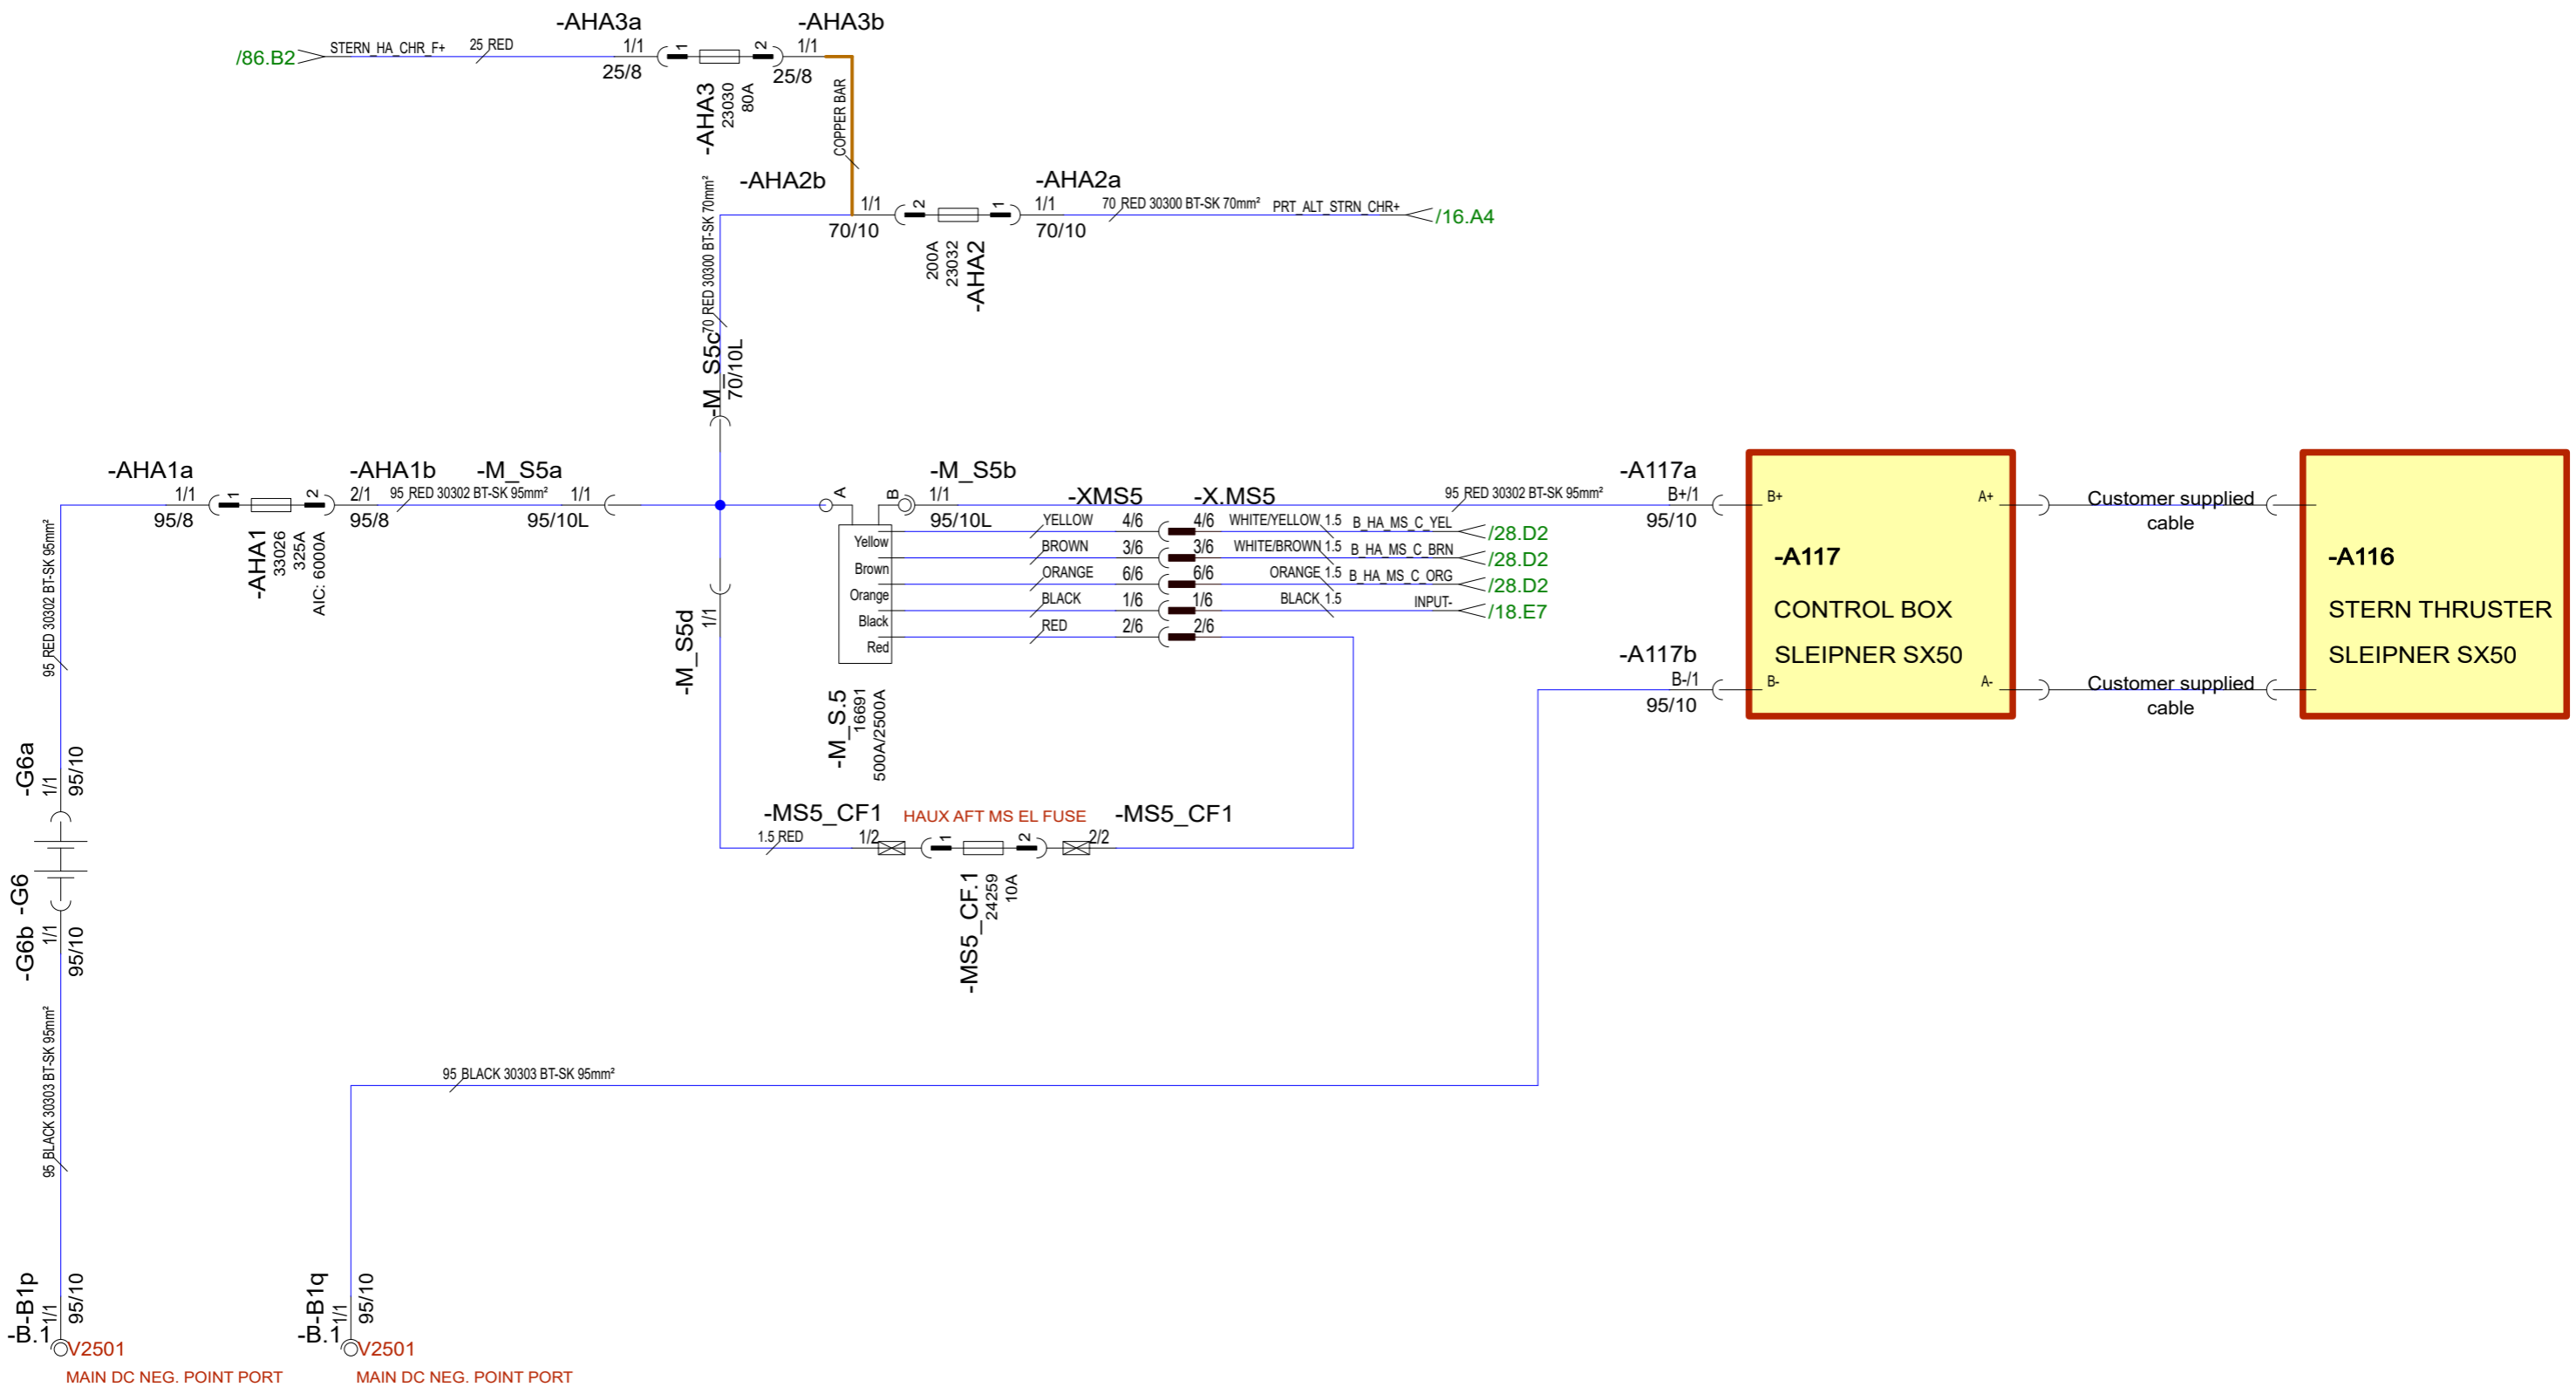 -AHA3a
-AHA3b
/86.B2
STERN_HA_CHR_F+
25 RED
1/1
1
2
1/1
25/8
25/8
-AHA3
23030
80A
COPPER BAR
-AHA2b
-AHA2a
1/1
2
1
1/1
70 RED 30300 BT-SK 70mm²
PRT_ALT_STRN_CHR+
/16.A4
70/10
70/10
200A
23032
-AHA2
70 RED 30300 BT-SK 70mm²
-M_S5c
70/10L
-AHA1a
-AHA1b
-M_S5a
1/1
1
2
2/1
95 RED 30302 BT-SK 95mm²
1/1
95/8
95/8
95/10L
-AHA1
33026
325A
AIC: 6000A
A
B
-M_S5b
1/1
95/10L
-XMS5
-X.MS5
95 RED 30302 BT-SK 95mm²
-A117a
B+/1
95/10
Yellow
YELLOW
4/6
4/6
WHITE/YELLOW 1.5
B_HA_MS_C_YEL
/28.D2
Brown
BROWN
3/6
3/6
WHITE/BROWN 1.5
B_HA_MS_C_BRN
/28.D2
Orange
ORANGE
6/6
6/6
ORANGE 1.5
B_HA_MS_C_ORG
/28.D2
Black
BLACK
1/6
1/6
BLACK 1.5
INPUT-
/18.E7
Red
RED
2/6
2/6
-M_S.5
16691
500A/2500A
-M_S5d
1/1
-A117b
B-/1
95/10
B+
A+
-A117
CONTROL BOX
SLEIPNER SX50
B-
A-
Customer supplied
cable
Customer supplied
cable
-A116
STERN THRUSTER
SLEIPNER SX50
95 RED 30302 BT-SK 95mm²
-G6a
1/1
95/10
-G6
-G6b
1/1
95/10
-MS5_CF1
HAUX AFT MS EL FUSE
-MS5_CF1
1.5 RED
1/2
1
2
2/2
-MS5_CF.1
24259
10A
95 BLACK 30303 BT-SK 95mm²
95 BLACK 30303 BT-SK 95mm²
-B1p
1/1
95/10
-B.1
V2501
MAIN DC NEG. POINT PORT
-B1q
1/1
95/10
-B.1
V2501
MAIN DC NEG. POINT PORT